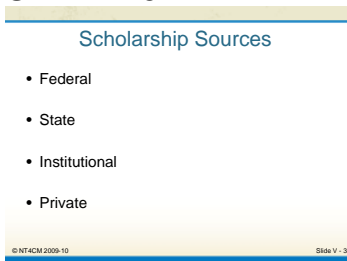 Scholarship Sources
• Federal
• State
• Institutional
• Private
© NT4CM 2009-10 Slide V - 3